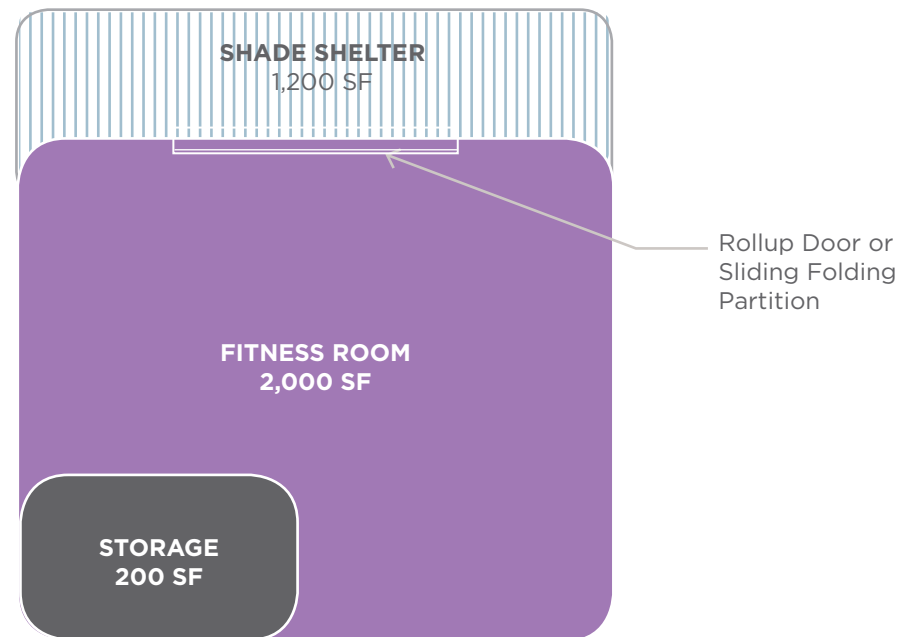 SHADE SHELTER
1,200 SF
Rollup Door or
Sliding Folding
Partition
FITNESS ROOM
2,000 SF
STORAGE
200 SF